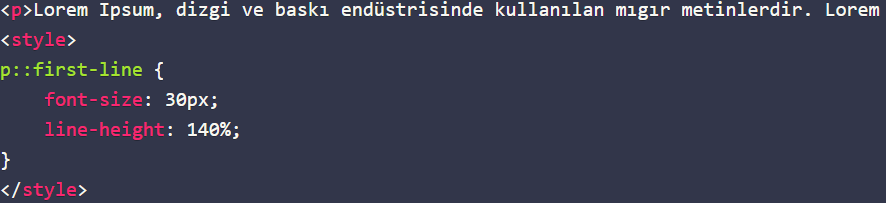 <p>Lorem Ipsum, dizgi ve baskı endüstrisinde kullanılan mıgır metinlerdir. Lorem
<style>
p::first-line {
    font-size: 30px;
    line-height: 140%;
}
</style>